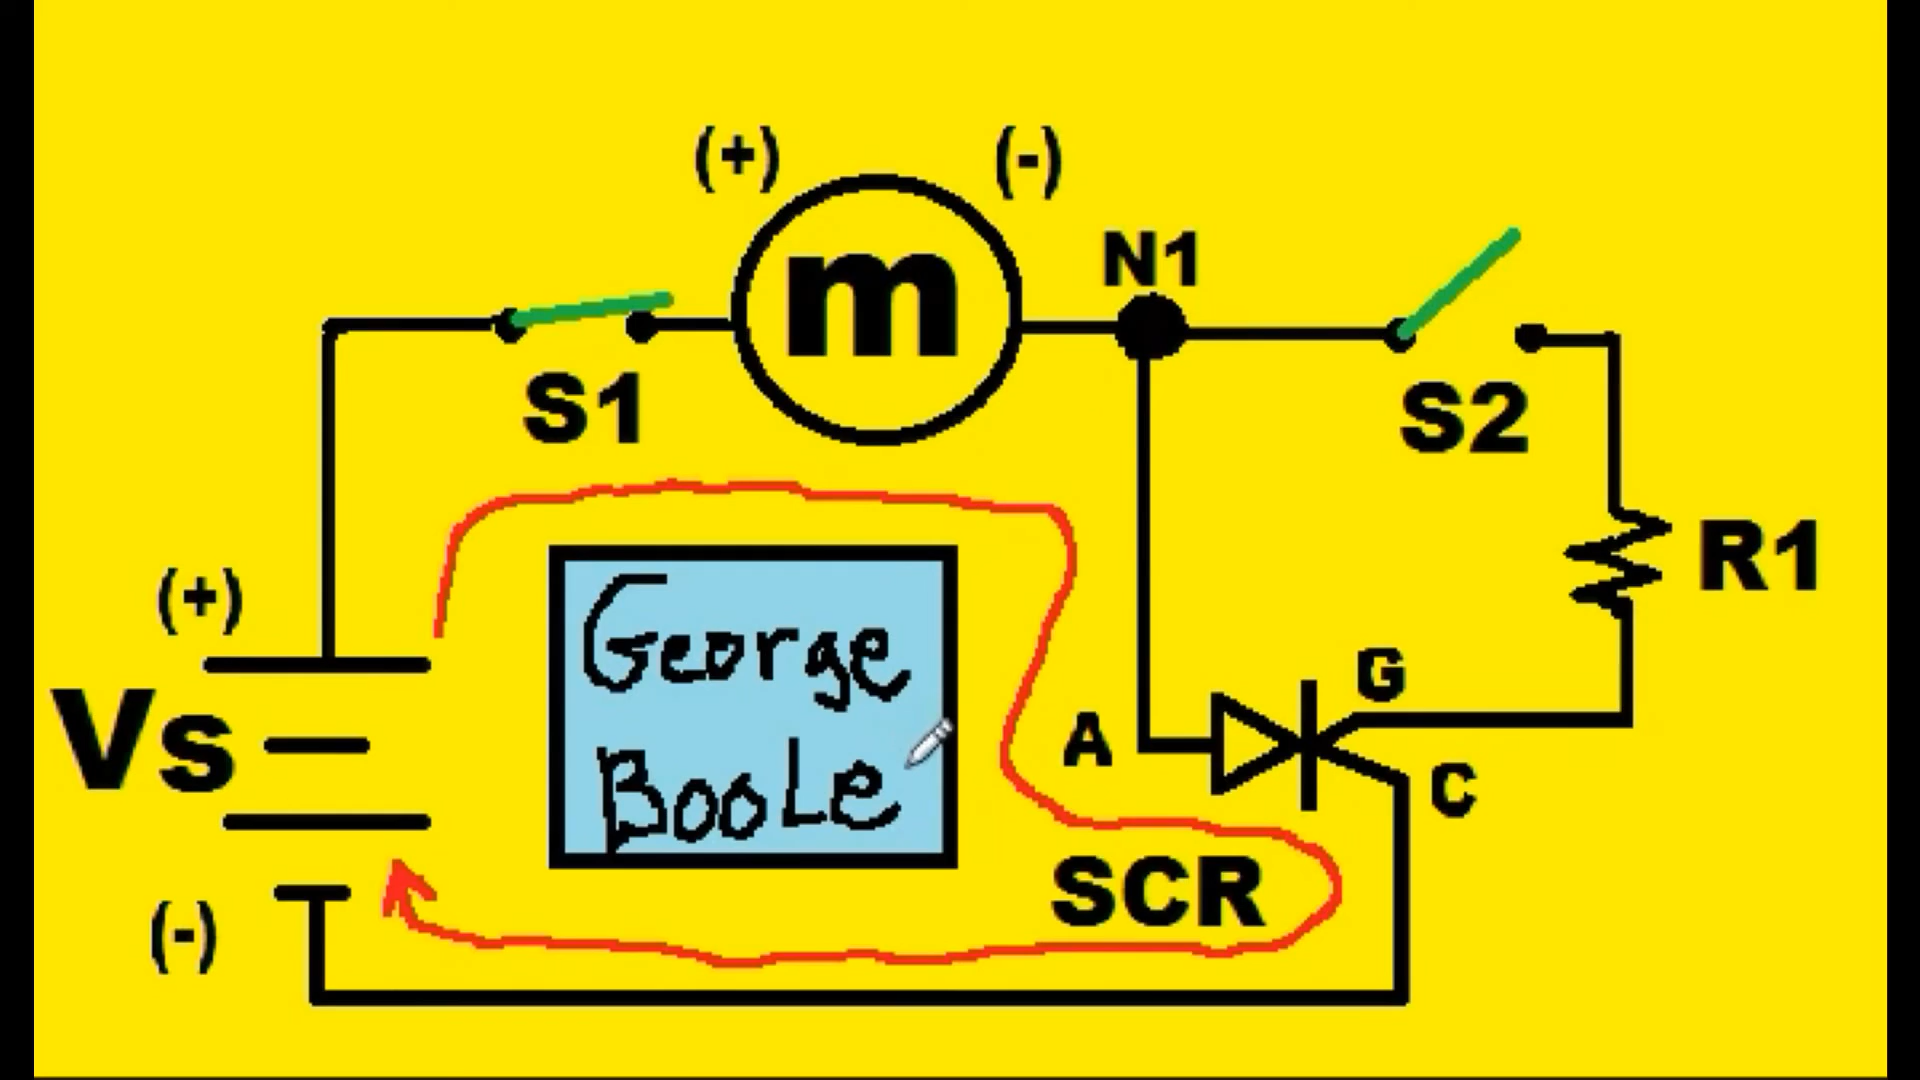 (+)
(-)
m
N1
S1
S2
R1
(+)
Vs
(-)
George
Boole
A
G
C
SCR